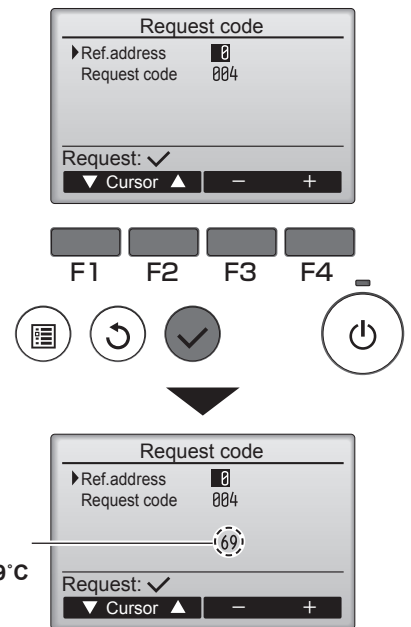 Request code
Ref.address 0
Request code 004
Request: ✓
▼ Cursor ▲ − +
F1 F2 F3 F4
Request code
Ref.address 0
Request code 004
69
9˚C
Request: ✓
▼ Cursor ▲ − +